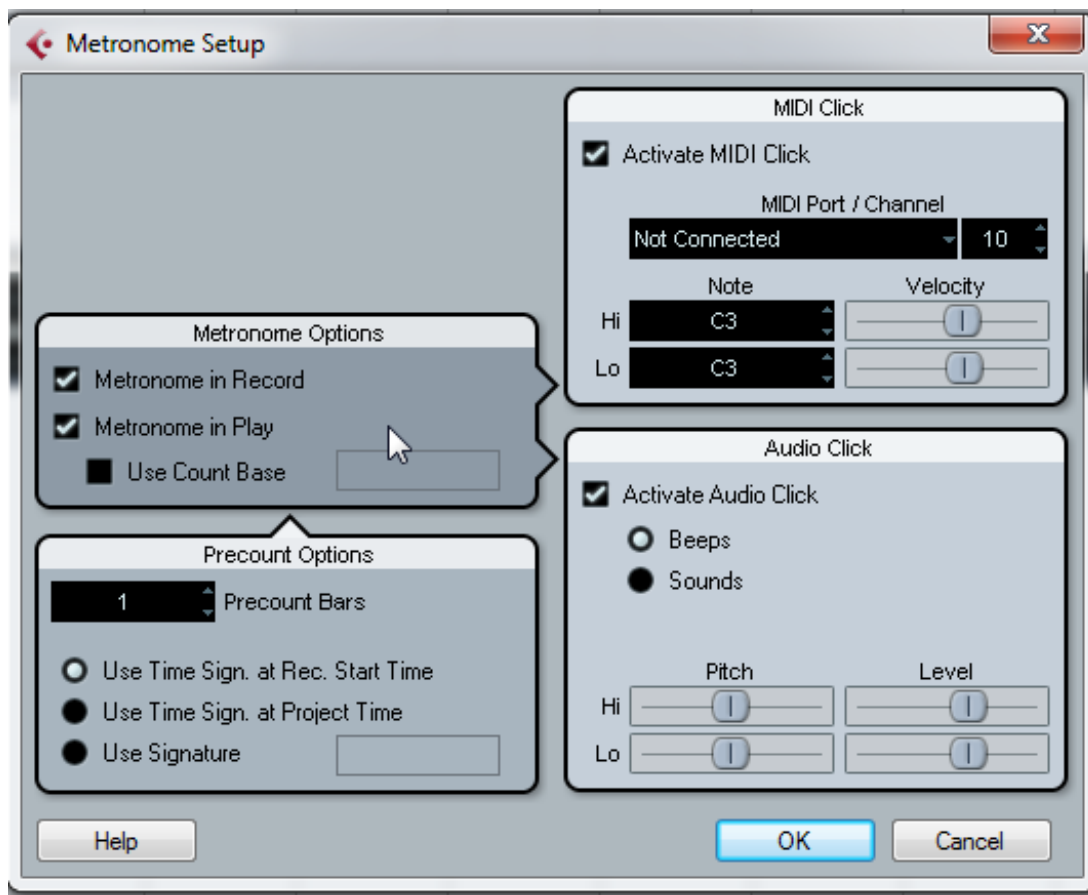 Metronome Setup
MIDI Click
Activate MIDI Click
MIDI Port / Channel
Not Connected 10
Note Velocity
Hi C3
Lo C3
Metronome Options
Metronome in Record
Metronome in Play
Use Count Base
Audio Click
Activate Audio Click
Beeps
Sounds
Pitch Level
Hi
Lo
Precount Options
1 Precount Bars
Use Time Sign. at Rec. Start Time
Use Time Sign. at Project Time
Use Signature
Help OK Cancel